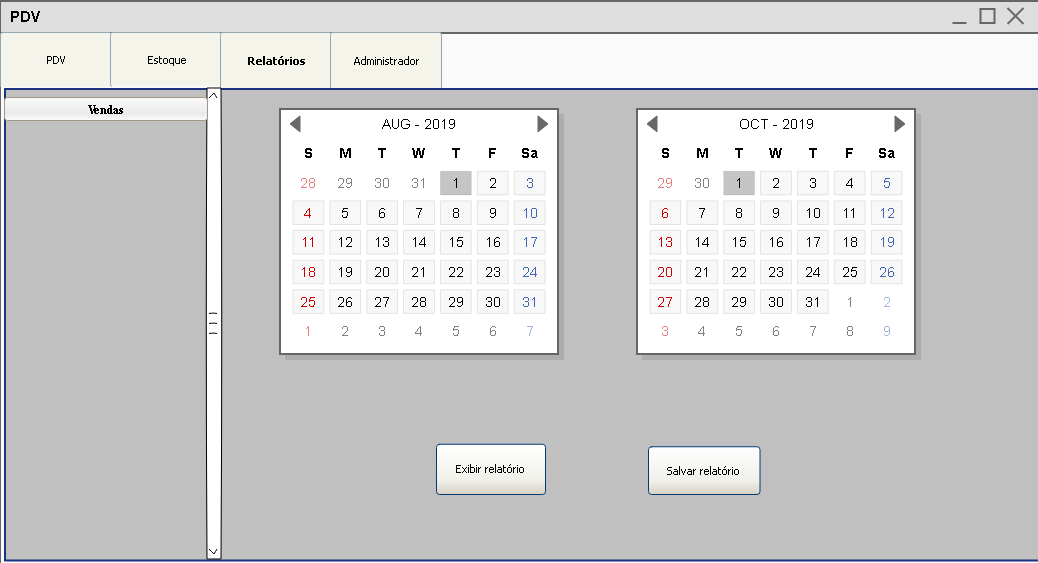 PDV
PDV Estoque Relatórios Administrador
Vendas
AUG - 2019
S M T W T F Sa
28 29 30 31 1 2 3
4 5 6 7 8 9 10
11 12 13 14 15 16 17
18 19 20 21 22 23 24
25 26 27 28 29 30 31
1 2 3 4 5 6 7
OCT - 2019
S M T W T F Sa
29 30 1 2 3 4 5
6 7 8 9 10 11 12
13 14 15 16 17 18 19
20 21 22 23 24 25 26
27 28 29 30 31 1 2
3 4 5 6 7 8 9
Exibir relatório
Salvar relatório